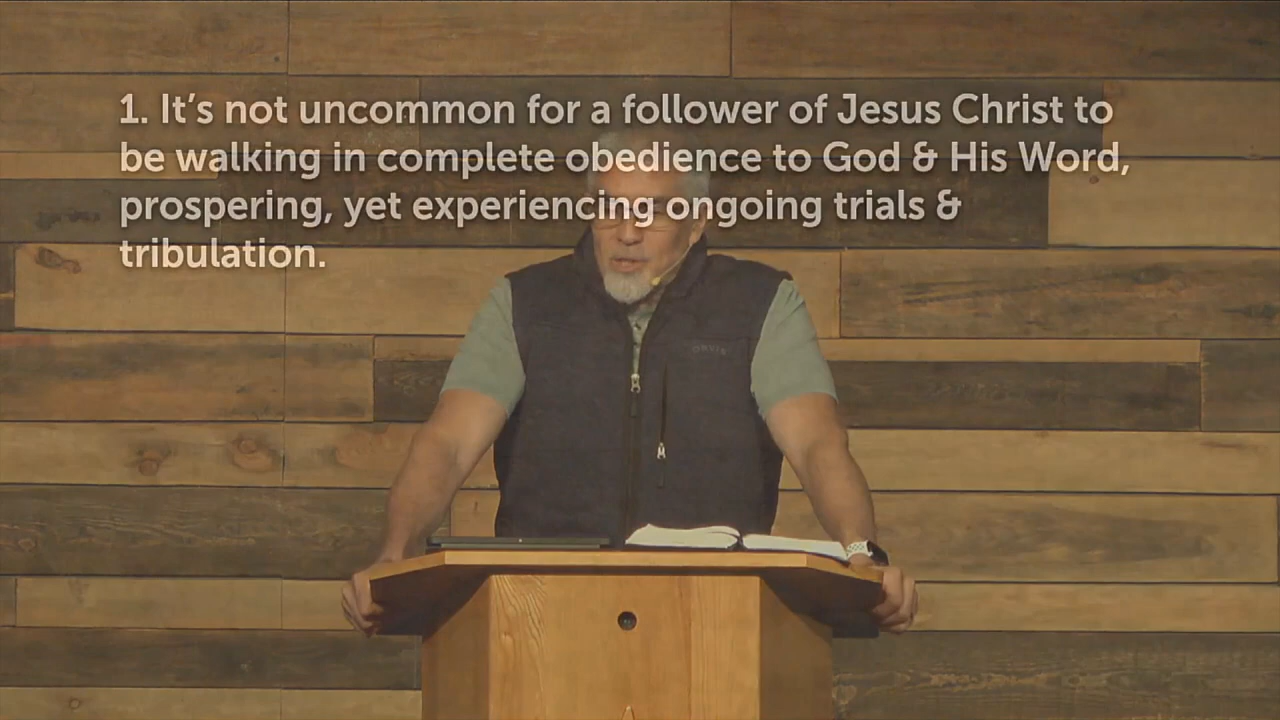 1. It’s not uncommon for a follower of Jesus Christ to
be walking in complete obedience to God & His Word,
prospering, yet experiencing ongoing trials &
tribulation.
ORVIS